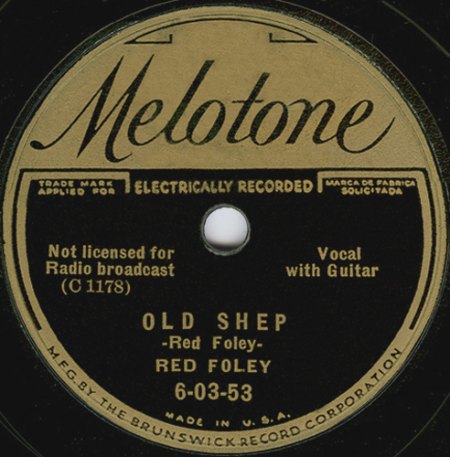 Melotone
TRADE MARK
APPLIED FOR
ELECTRICALLY RECORDED
MARCA DE FABRICA
SOLICITADA
Not licensed for
Radio broadcast
(C 1178)
Vocal
with Guitar
OLD SHEP
-Red Foley-
RED FOLEY
6-03-53
MADE IN U.S.A.
MFG. BY THE BRUNSWICK RECORD CORPORATION